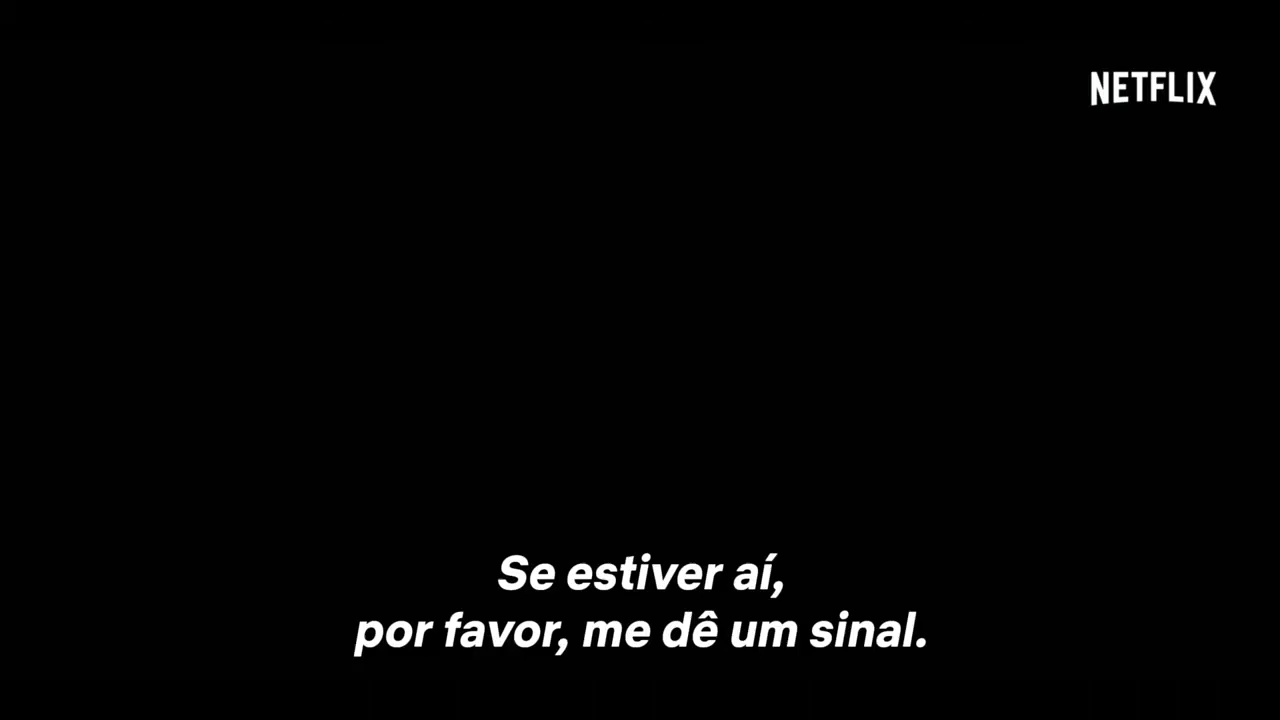 NETFLIX
Se estiver aí,
por favor, me dê um sinal.